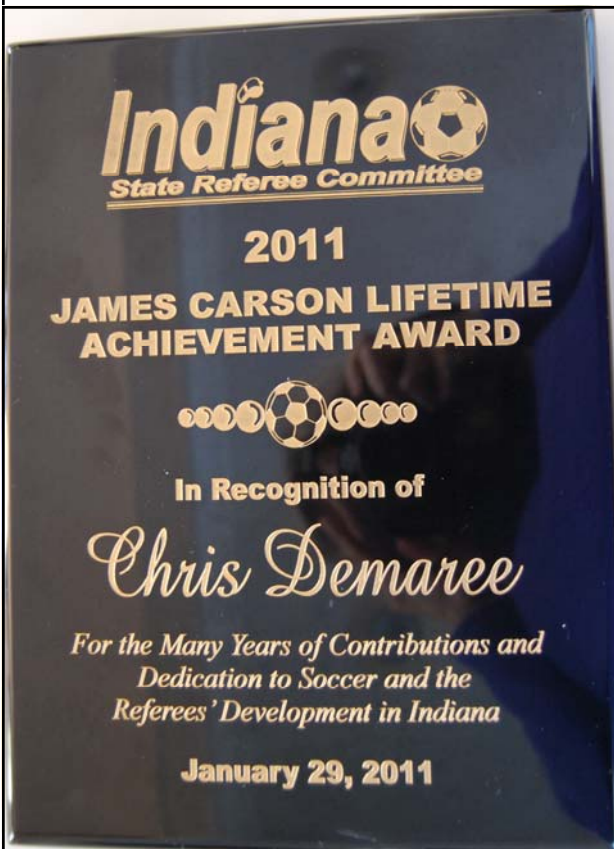 Indiana
State Referee Committee
2011
JAMES CARSON LIFETIME
ACHIEVEMENT AWARD
In Recognition of
Chris Demaree
For the Many Years of Contributions and
Dedication to Soccer and the
Referees' Development in Indiana
January 29, 2011